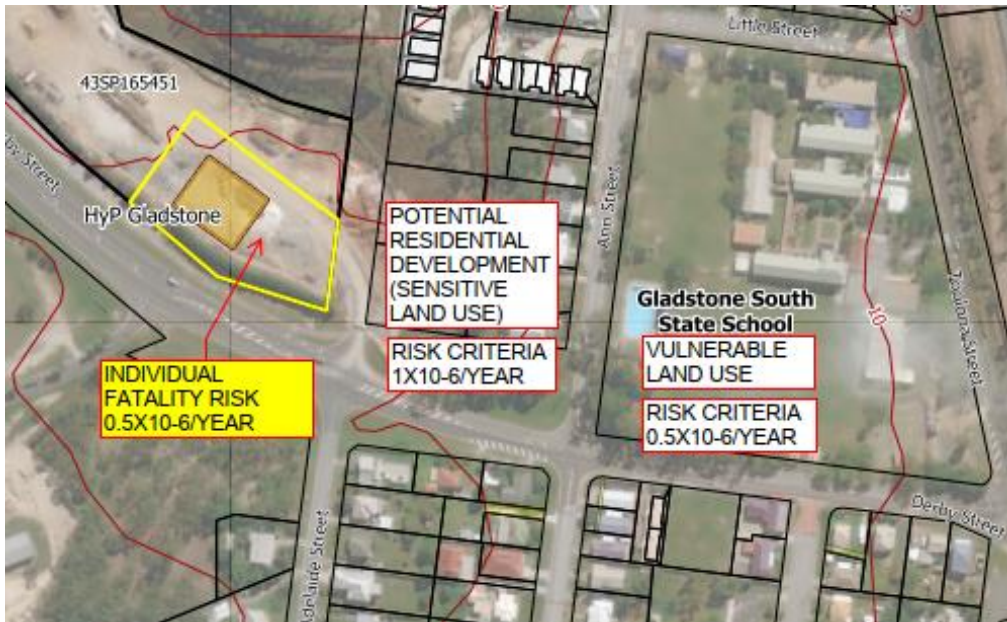 Little Street
43SP165451
by Street
HyP Gladstone
POTENTIAL
RESIDENTIAL
DEVELOPMENT
(SENSITIVE
LAND USE)
RISK CRITERIA
1X10-6/YEAR
Ann Street
Gladstone South
State School
VULNERABLE
LAND USE
RISK CRITERIA
0.5X10-6/YEAR
10
Street
INDIVIDUAL
FATALITY RISK
0.5X10-6/YEAR
Adelaide Street
Derby Street